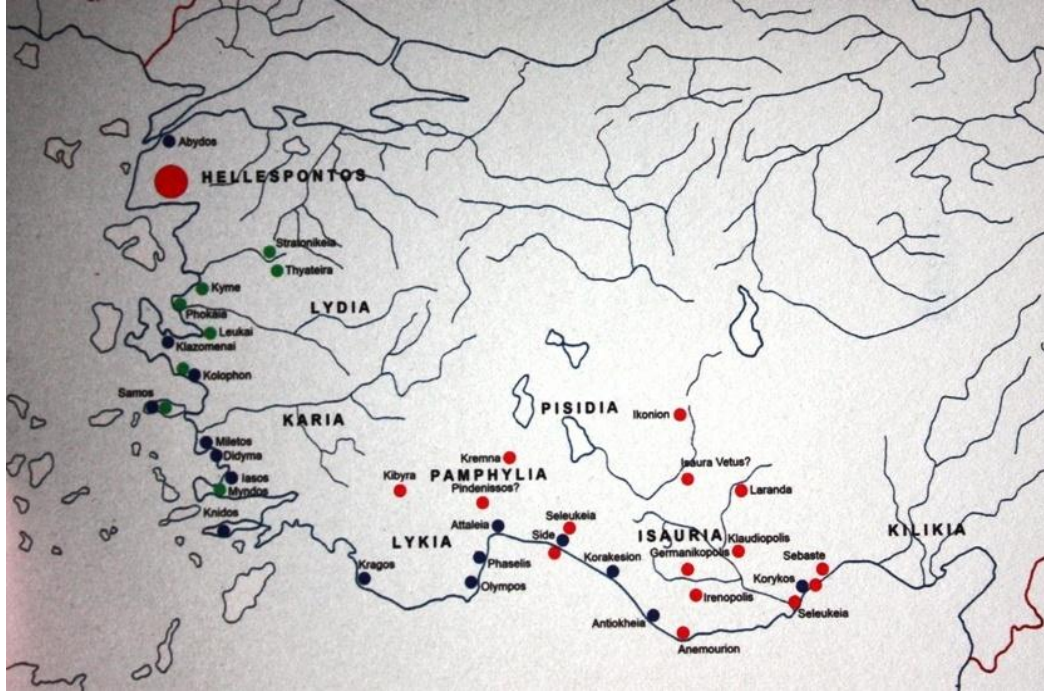 Abydos
HELLESPONTOS
Stratonikeia
Thyateira
Kyme
Phokaia
LYDIA
Leukai
Klazomenai
Kolophon
Samos
KARIA
PISIDIA
Ikonion
Miletos
Didyma
Kremna
Isaura Vetus?
Iasos
Kibyra
PAMPHYLIA
Myndos
Pindenissos?
Laranda
Knidos
Attaleia
Seleukeia
Side
ISAURIA
KILIKIA
LYKIA
Germanikopolis
Klaudiopolis
Kragos
Phaselis
Korakesion
Sebaste
Olympos
Korykos
Irenopolis
Seleukeia
Antiokheia
Anemourion